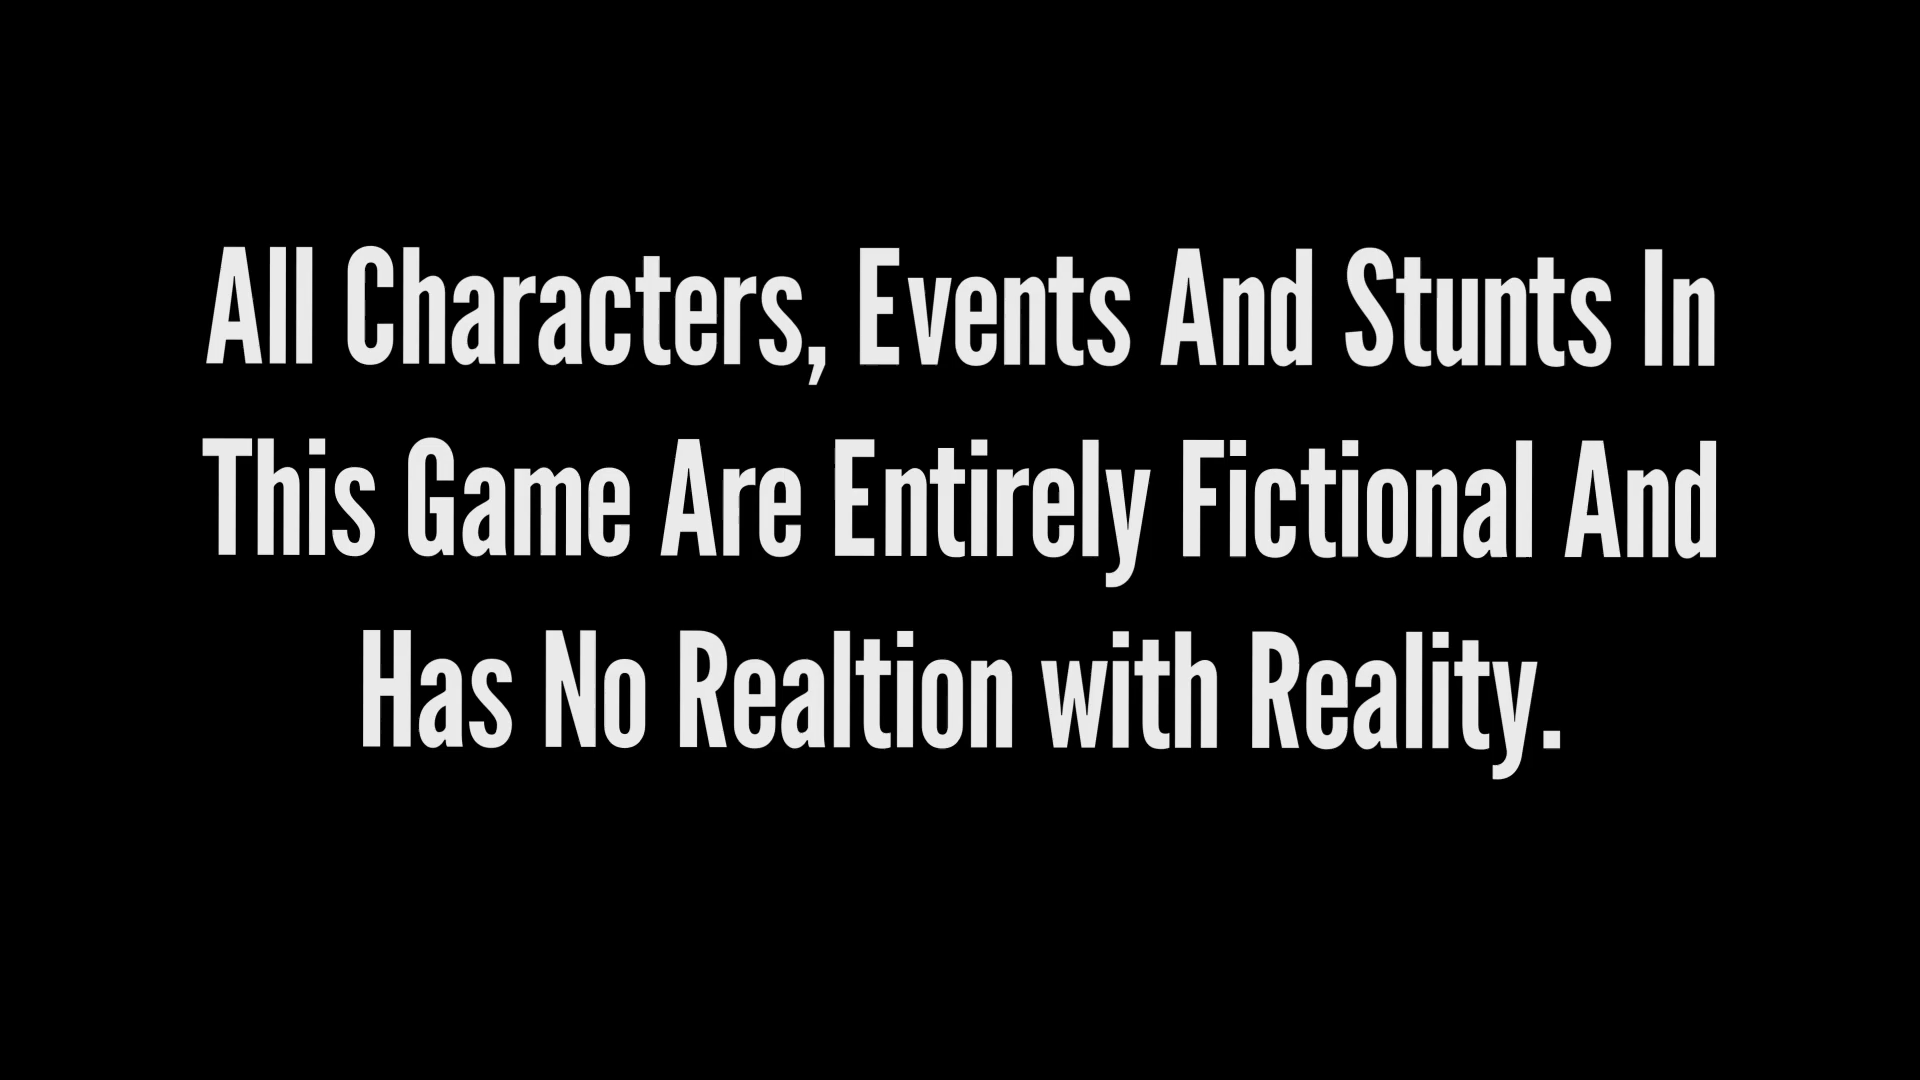 All Characters, Events And Stunts In
This Game Are Entirely Fictional And
Has No Realtion with Reality.